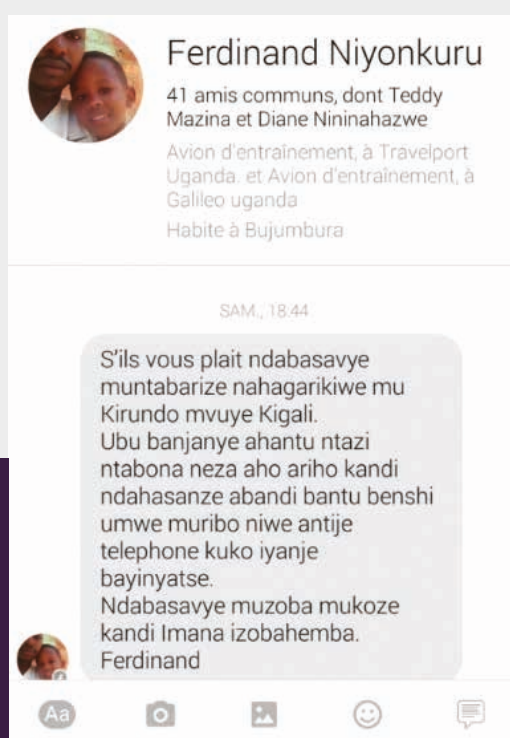 Ferdinand Niyonkuru
41 amis communs, dont Teddy
Mazina et Diane Nininahazwe
Avion d'entraînement, à Travelport
Uganda. et Avion d'entraînement, à
Galileo uganda
Habite à Bujumbura
SAM., 18:44
S'ils vous plait ndabasavye
muntabarize nahagarikiwe mu
Kirundo mvuye Kigali.
Ubu banjanye ahantu ntazi
ntabona neza aho ariho kandi
ndahasanze abandi bantu benshi
umwe muribo niwe antije
telephone kuko iyanje
bayinyatse.
Ndabasavye muzoba mukoze
kandi Imana izobahemba.
Ferdinand
Aa